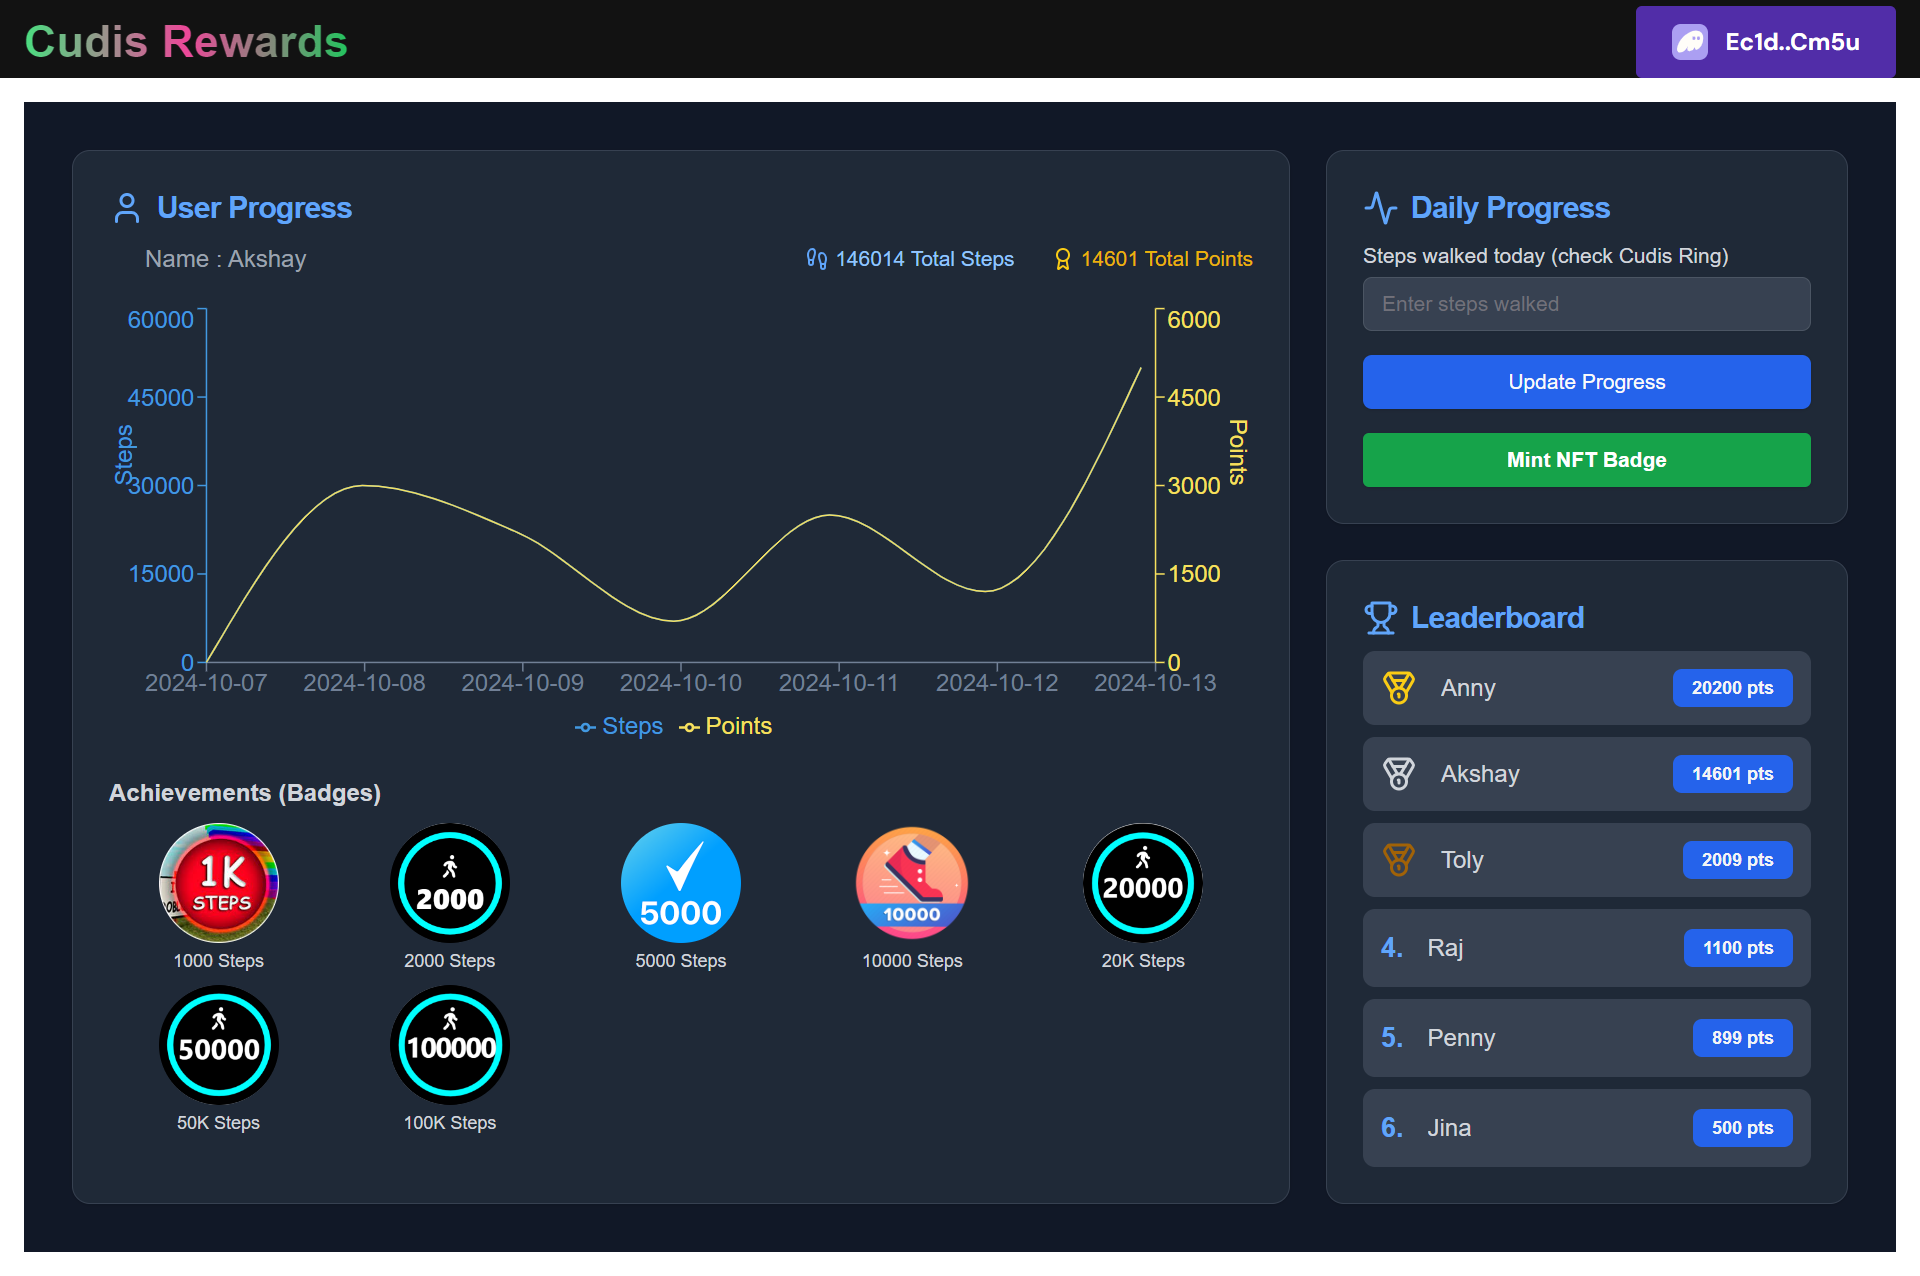 Cudis Rewards
Ec1d..Cm5u
User Progress
Name : Akshay
146014 Total Steps
14601 Total Points
60000
45000
30000
15000
0
Steps
6000
4500
3000
1500
0
Points
2024-10-07
2024-10-08
2024-10-09
2024-10-10
2024-10-11
2024-10-12
2024-10-13
Steps
Points
Achievements (Badges)
1K
STEPS
1000 Steps
2000
2000 Steps
5000
5000 Steps
10000
10000 Steps
20000
20K Steps
50000
50K Steps
100000
100K Steps
Daily Progress
Steps walked today (check Cudis Ring)
Enter steps walked
Update Progress
Mint NFT Badge
Leaderboard
Anny
20200 pts
Akshay
14601 pts
Toly
2009 pts
4. Raj
1100 pts
5. Penny
899 pts
6. Jina
500 pts